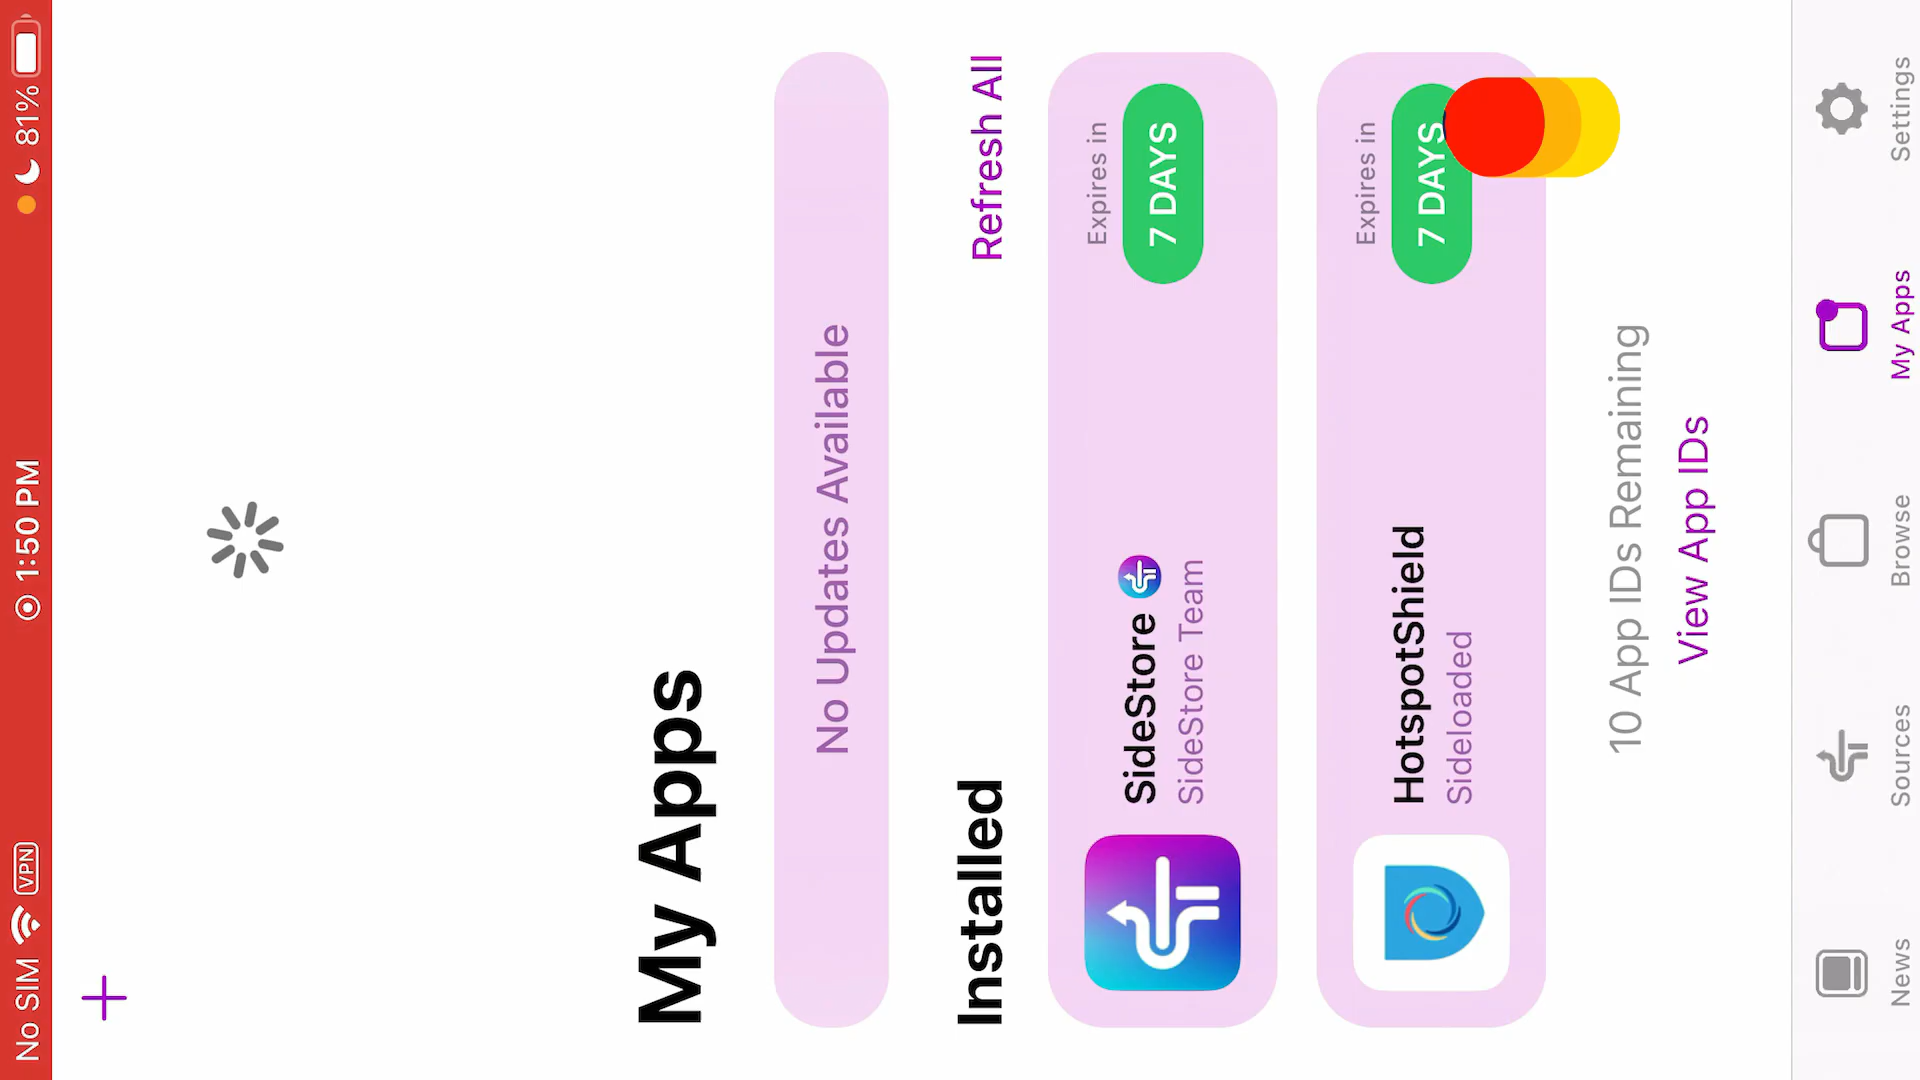 No SIM VPN 1:50 PM 81%
My Apps
No Updates Available
Installed Refresh All
SideStore
SideStore Team
Expires in
7 DAYS
HotspotShield
Sideloaded
Expires in
7 DAYS
10 App IDs Remaining
View App IDs
News
Sources
Browse
My Apps
Settings